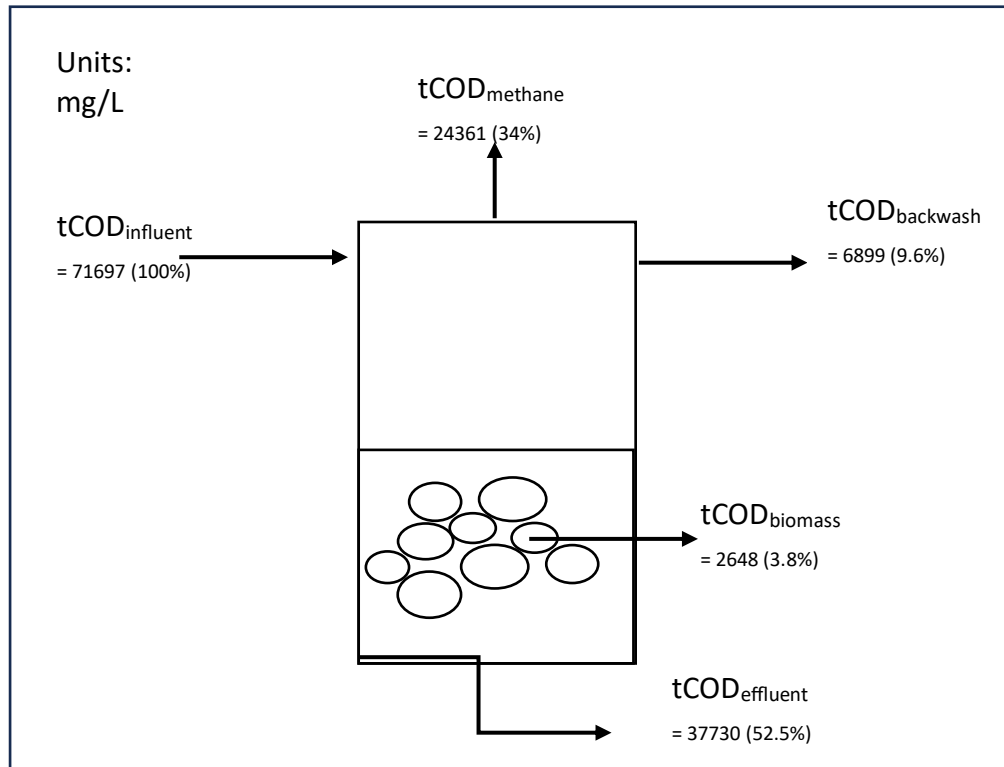 Units:
mg/L
tCODmethane
= 24361 (34%)
tCODinfluent
= 71697 (100%)
tCODbackwash
= 6899 (9.6%)
tCODbiomass
= 2648 (3.8%)
tCODeffluent
= 37730 (52.5%)